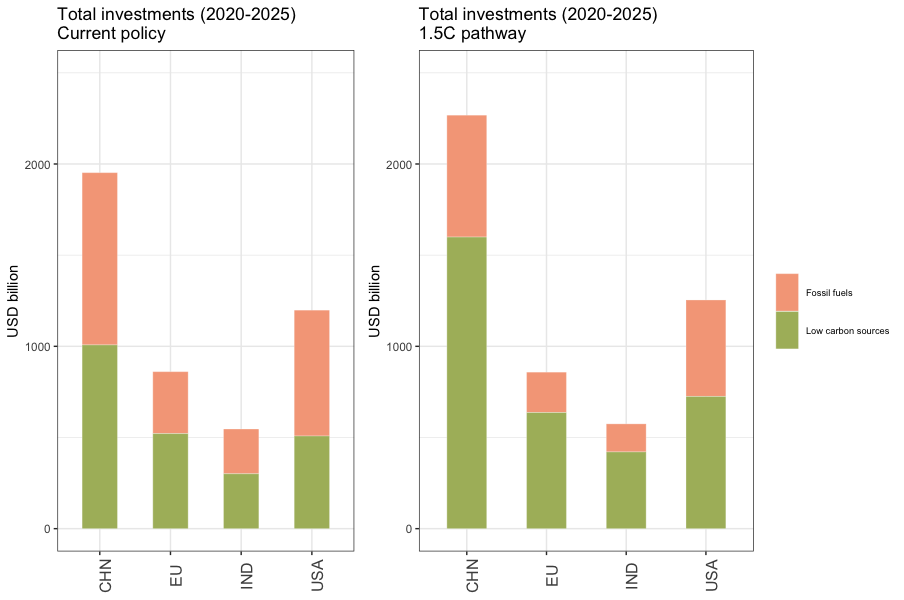 Total investments (2020-2025)
Current policy
USD billion
2000
1000
0
CHN
EU
IND
USA
Total investments (2020-2025)
1.5C pathway
USD billion
2000
1000
0
CHN
EU
IND
USA
Fossil fuels
Low carbon sources